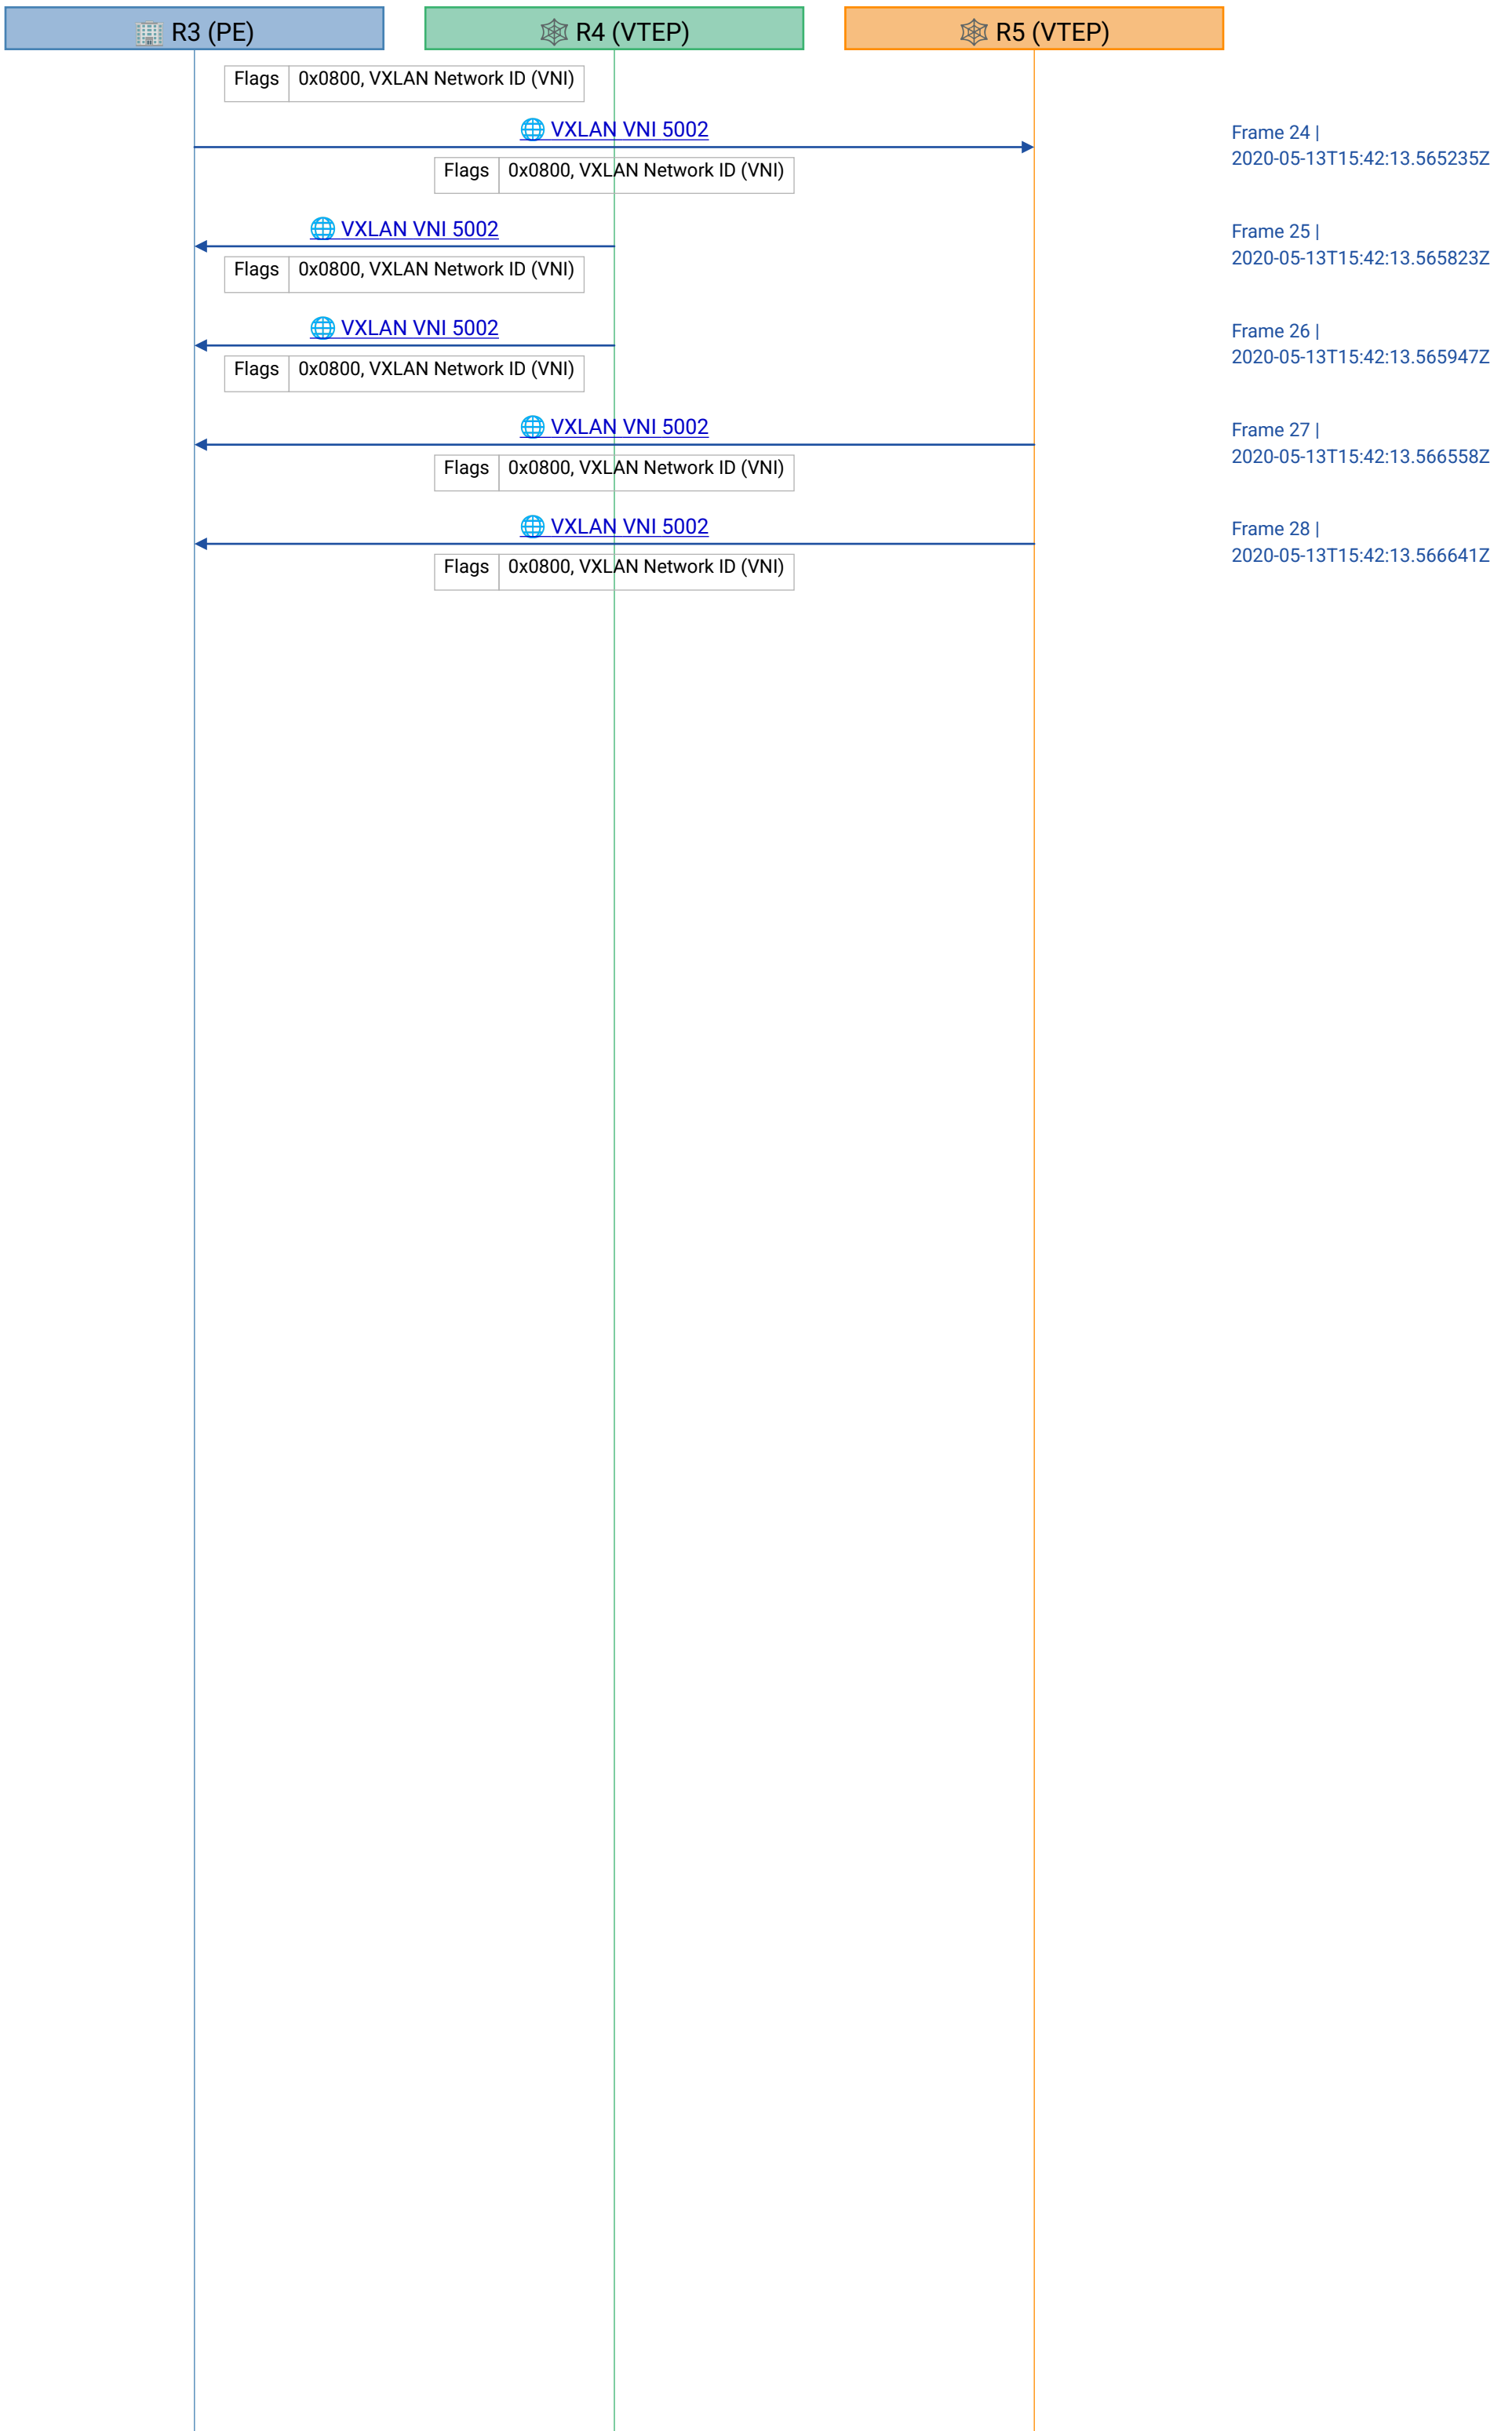 🏢 R3 (PE)
🕸️ R4 (VTEP)
🕸️ R5 (VTEP)
Flags 0x0800, VXLAN Network ID (VNI)
🌐 VXLAN VNI 5002
Frame 24 |
2020-05-13T15:42:13.565235Z
Flags 0x0800, VXLAN Network ID (VNI)
🌐 VXLAN VNI 5002
Frame 25 |
2020-05-13T15:42:13.565823Z
Flags 0x0800, VXLAN Network ID (VNI)
🌐 VXLAN VNI 5002
Frame 26 |
2020-05-13T15:42:13.565947Z
Flags 0x0800, VXLAN Network ID (VNI)
🌐 VXLAN VNI 5002
Frame 27 |
2020-05-13T15:42:13.566558Z
Flags 0x0800, VXLAN Network ID (VNI)
🌐 VXLAN VNI 5002
Frame 28 |
2020-05-13T15:42:13.566641Z
Flags 0x0800, VXLAN Network ID (VNI)